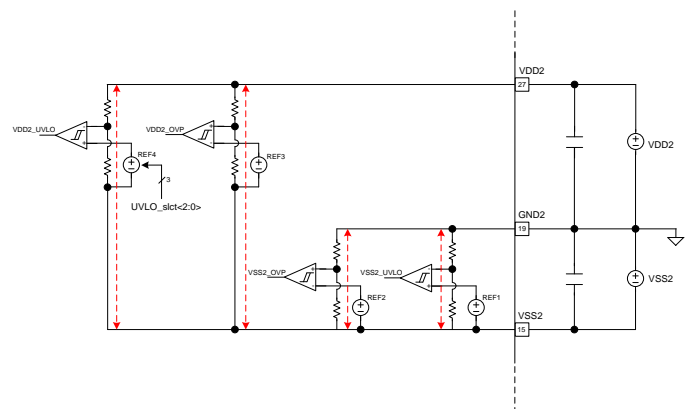 VDD2
27
VDD2_UVLO
VDD2_OVP
VDD2
REF4
REF3
3
UVLO_slct<2:0>
GND2
19
VSS2_OVP
VSS2_UVLO
VSS2
REF2
REF1
VSS2
15